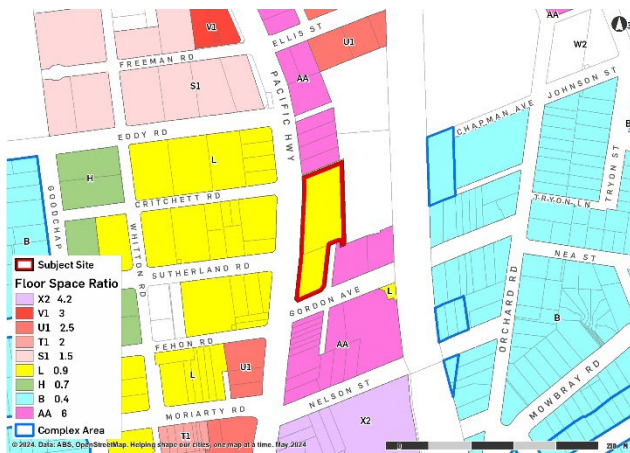 V1
ELLIS ST
U1
AA
W2
FREEMAN RD
AA
JOHNSON ST
S1
PACIFIC HWY
CHAPMAN AVE
EDDY RD
L
B
H
CRITCHETT RD
TRYON ST
TRYON LN
GOODCHAP
WHITTON RD
B
NEA ST
SUTHERLAND RD
GORDON AVE
L
ORCHARD RD
B
AA
FEHON RD
L
U1
NELSON ST
MOWBRAY RD
MORIARTY RD
T1
X2
Subject Site
Floor Space Ratio
X2 4.2
V1 3
U1 2.5
T1 2
S1 1.5
L 0.9
H 0.7
B 0.4
AA 6
Complex Area
© 2024. Data: ABS, OpenStreetMap. Helping shape our cities, one map at a time. May 2024
0